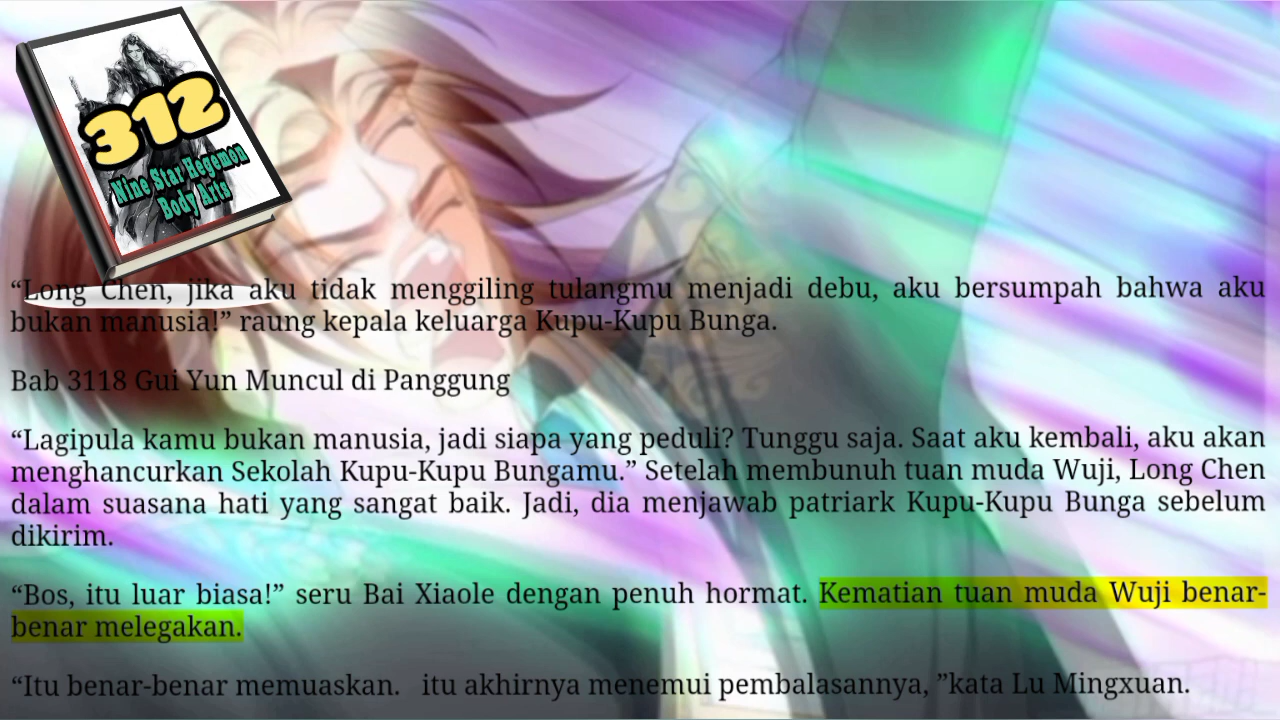 312
Nine Star Hegemon
Body Arts
“Long Chen, jika aku tidak menggiling tulangmu menjadi debu, aku bersumpah bahwa aku
bukan manusia!” raung kepala keluarga Kupu-Kupu Bunga.
Bab 3118 Gui Yun Muncul di Panggung
“Lagipula kamu bukan manusia, jadi siapa yang peduli? Tunggu saja. Saat aku kembali, aku akan
menghancurkan Sekolah Kupu-Kupu Bungamu.” Setelah membunuh tuan muda Wuji, Long Chen
dalam suasana hati yang sangat baik. Jadi, dia menjawab patriark Kupu-Kupu Bunga sebelum
dikirim.
“Bos, itu luar biasa!” seru Bai Xiaole dengan penuh hormat. Kematian tuan muda Wuji benar-
benar melegakan.
“Itu benar-benar memuaskan.   itu akhirnya menemui pembalasannya, ”kata Lu Mingxuan.